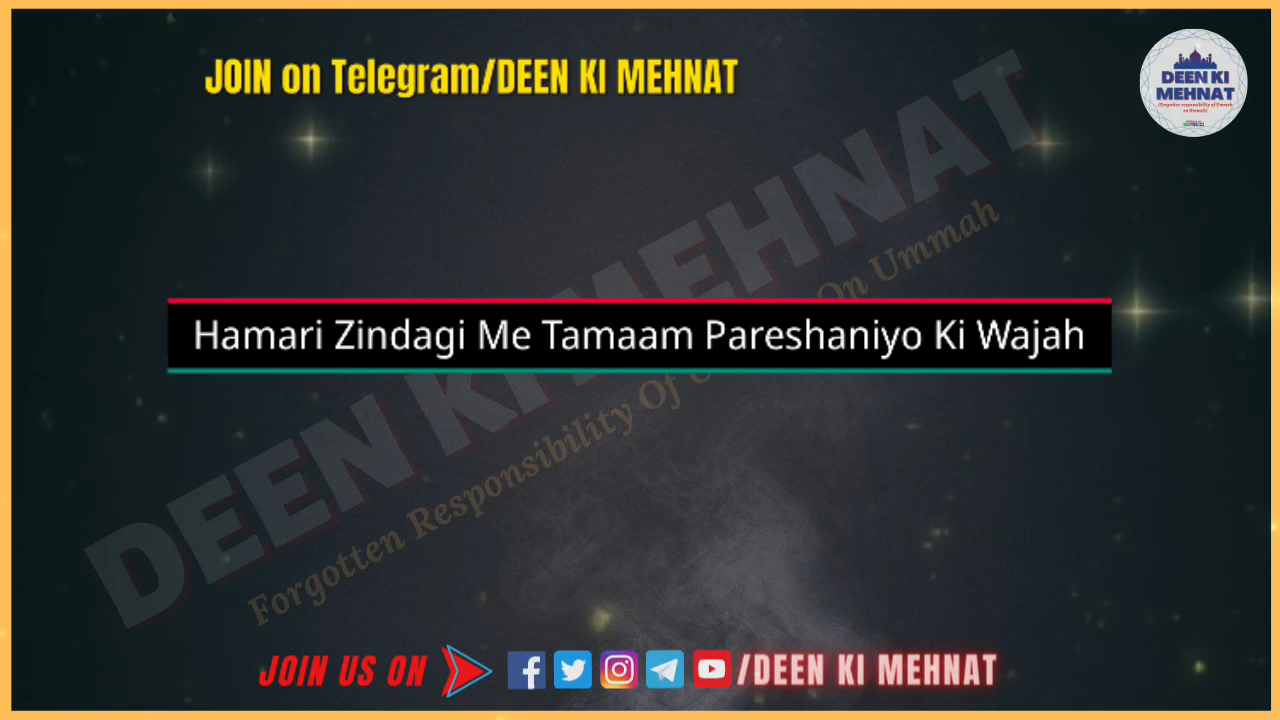 JOIN on Telegram/DEEN KI MEHNAT
DEEN KI
MEHNAT
Hamari Zindagi Me Tamaam Pareshaniyo Ki Wajah
DEEN KI MEHNAT
Forgotten Responsibility Of On Ummah
JOIN US ON /DEEN KI MEHNAT